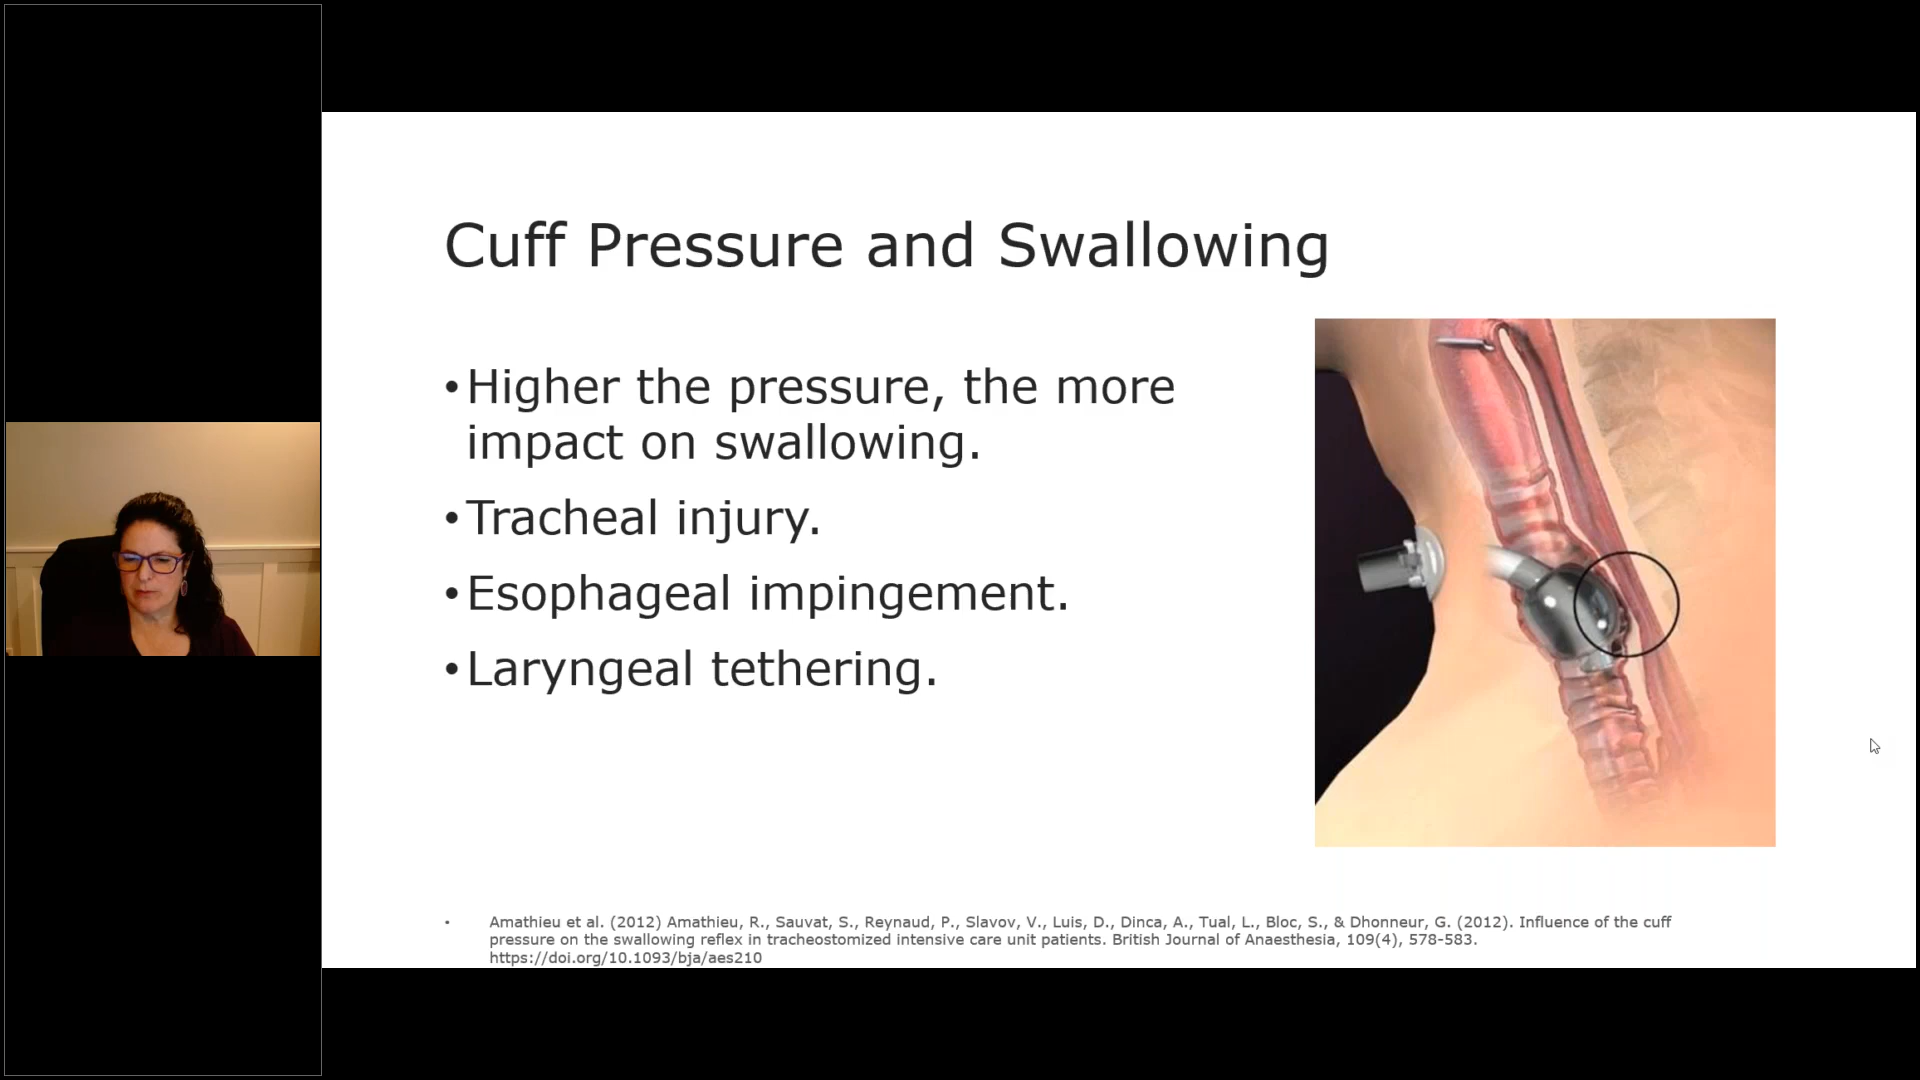 Cuff Pressure and Swallowing
•Higher the pressure, the more
impact on swallowing.
•Tracheal injury.
•Esophageal impingement.
•Laryngeal tethering.
• Amathieu et al. (2012) Amathieu, R., Sauvat, S., Reynaud, P., Slavov, V., Luis, D., Dinca, A., Tual, L., Bloc, S., & Dhonneur, G. (2012). Influence of the cuff
pressure on the swallowing reflex in tracheostomized intensive care unit patients. British Journal of Anaesthesia, 109(4), 578-583.
https://doi.org/10.1093/bja/aes210